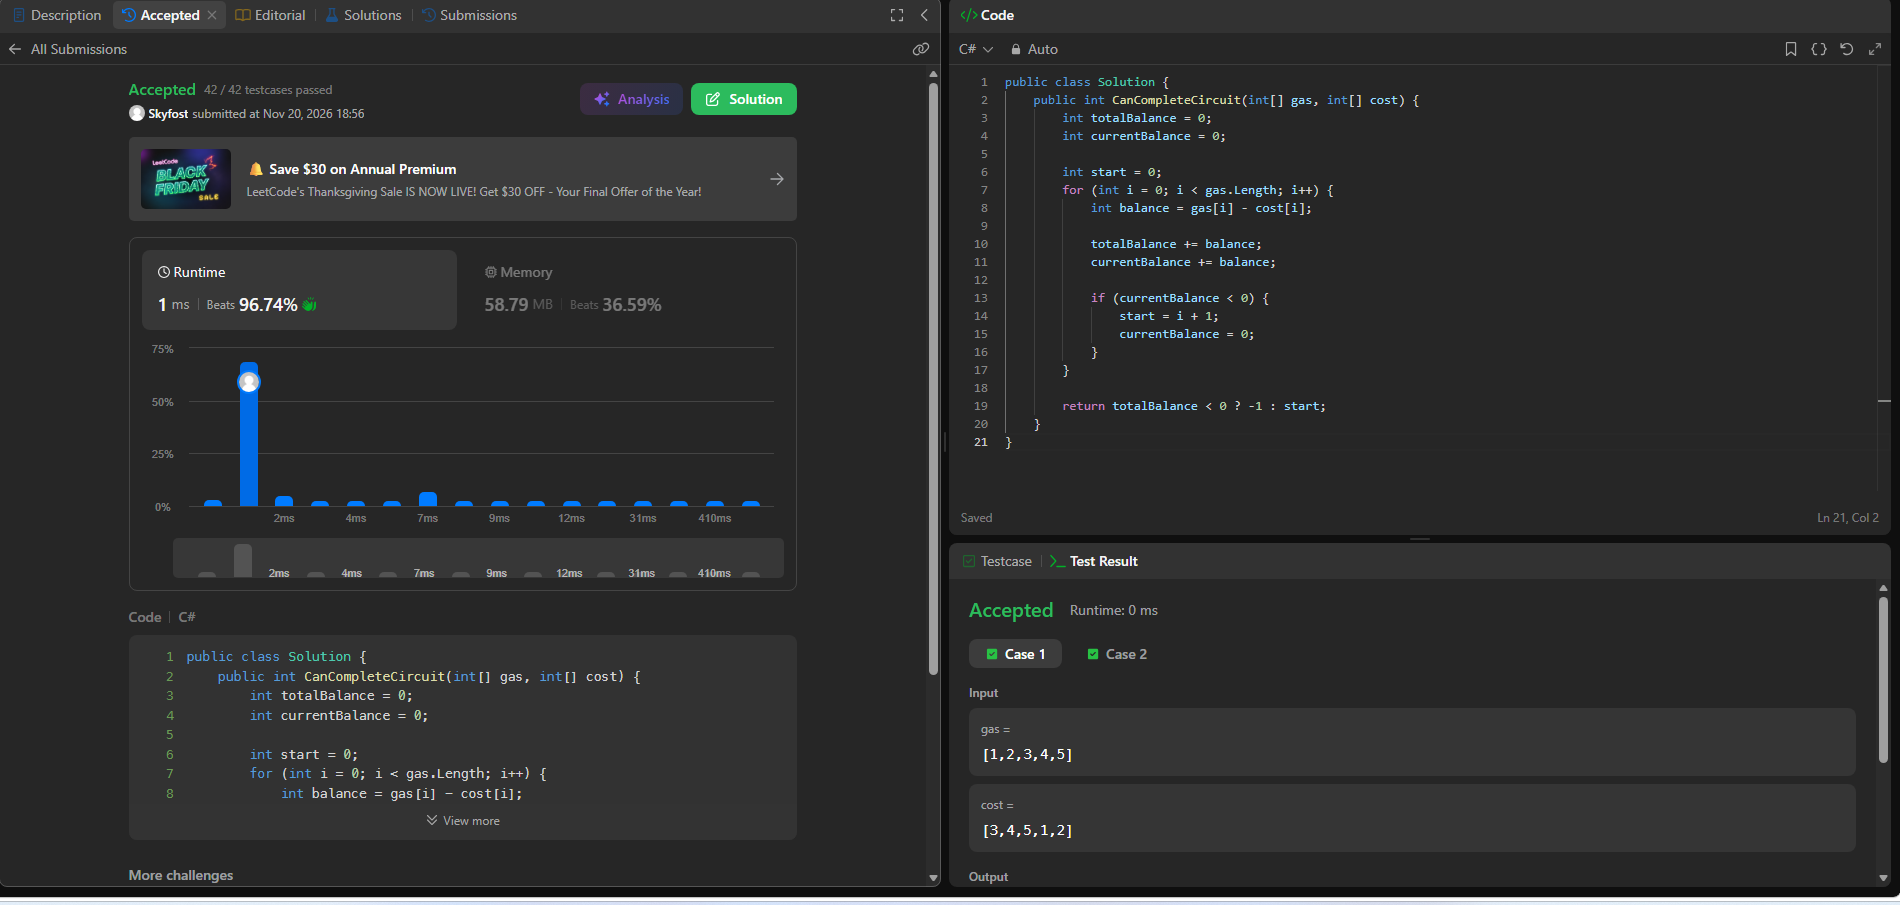 Description
Accepted
Editorial
Solutions
Submissions
All Submissions
Accepted 42 / 42 testcases passed
Skyfost submitted at Nov 20, 2026 18:56
Analysis
Solution
LeetCode
BLACK
FRIDAY
SALE
Save $30 on Annual Premium
LeetCode's Thanksgiving Sale IS NOW LIVE! Get $30 OFF - Your Final Offer of the Year!
Runtime
1 ms | Beats 96.74%
Memory
58.79 MB | Beats 36.59%
75%
50%
25%
0%
2ms 4ms 7ms 9ms 12ms 31ms 410ms
2ms 4ms 7ms 9ms 12ms 31ms 410ms
Code | C#
1 public class Solution {
2 public int CanCompleteCircuit(int[] gas, int[] cost) {
3 int totalBalance = 0;
4 int currentBalance = 0;
5
6 int start = 0;
7 for (int i = 0; i < gas.Length; i++) {
8 int balance = gas[i] - cost[i];
View more
More challenges
</> Code
C#
Auto
1 public class Solution {
2 public int CanCompleteCircuit(int[] gas, int[] cost) {
3 int totalBalance = 0;
4 int currentBalance = 0;
5
6 int start = 0;
7 for (int i = 0; i < gas.Length; i++) {
8 int balance = gas[i] - cost[i];
9
10 totalBalance += balance;
11 currentBalance += balance;
12
13 if (currentBalance < 0) {
14 start = i + 1;
15 currentBalance = 0;
16 }
17 }
18
19 return totalBalance < 0 ? -1 : start;
20 }
21 }
Saved
Ln 21, Col 2
Testcase
Test Result
Accepted Runtime: 0 ms
Case 1
Case 2
Input
gas =
[1,2,3,4,5]
cost =
[3,4,5,1,2]
Output